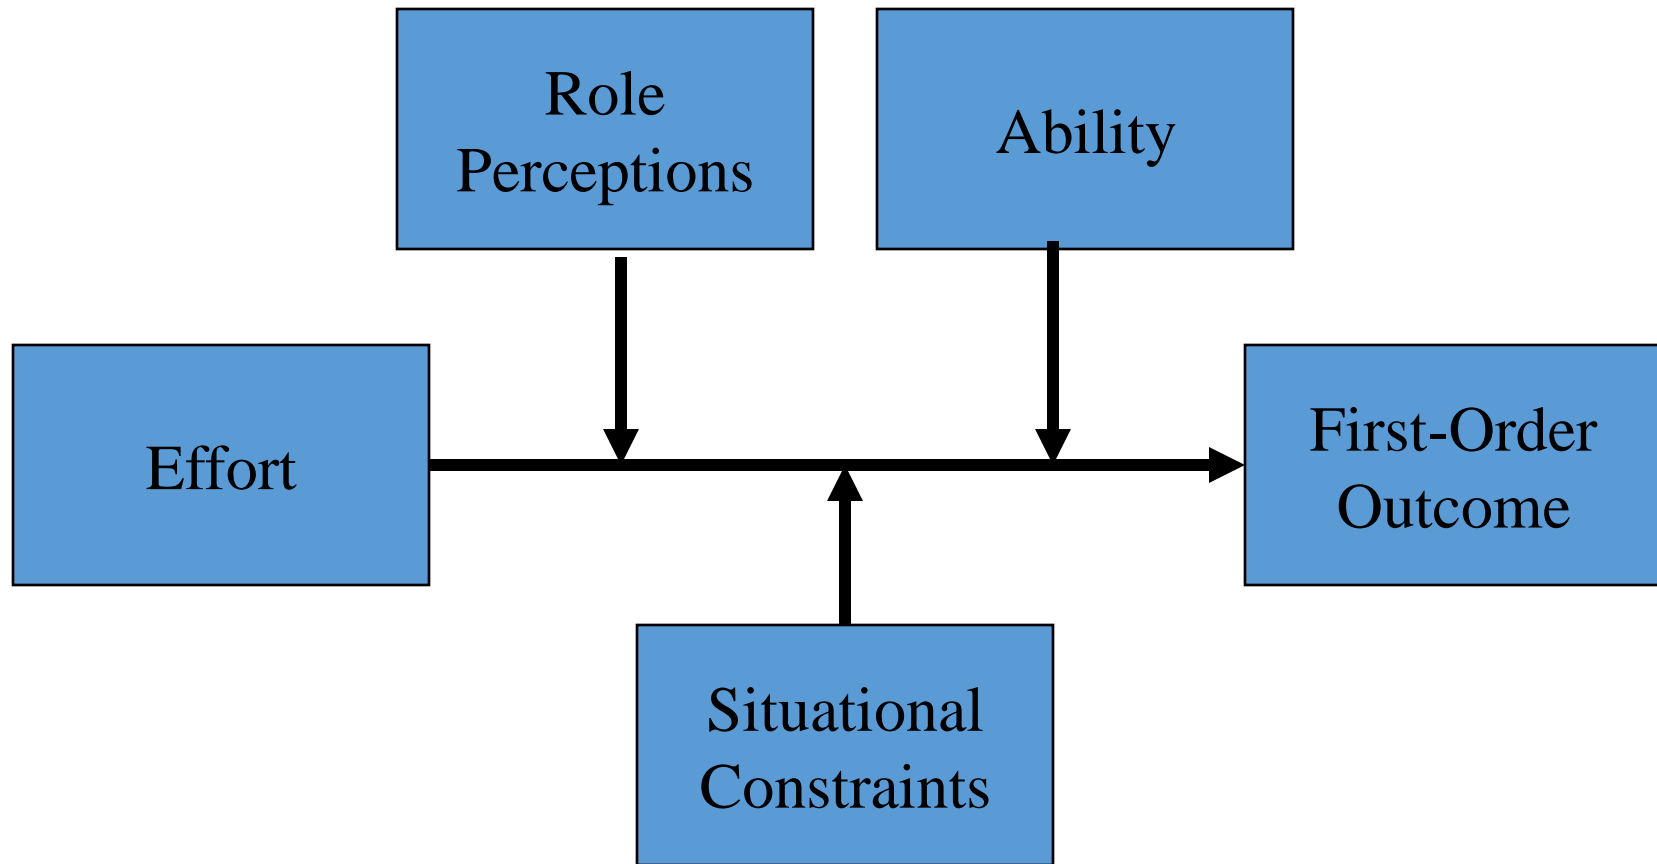 Role
Perceptions
Ability
Effort
First-Order
Outcome
Situational
Constraints